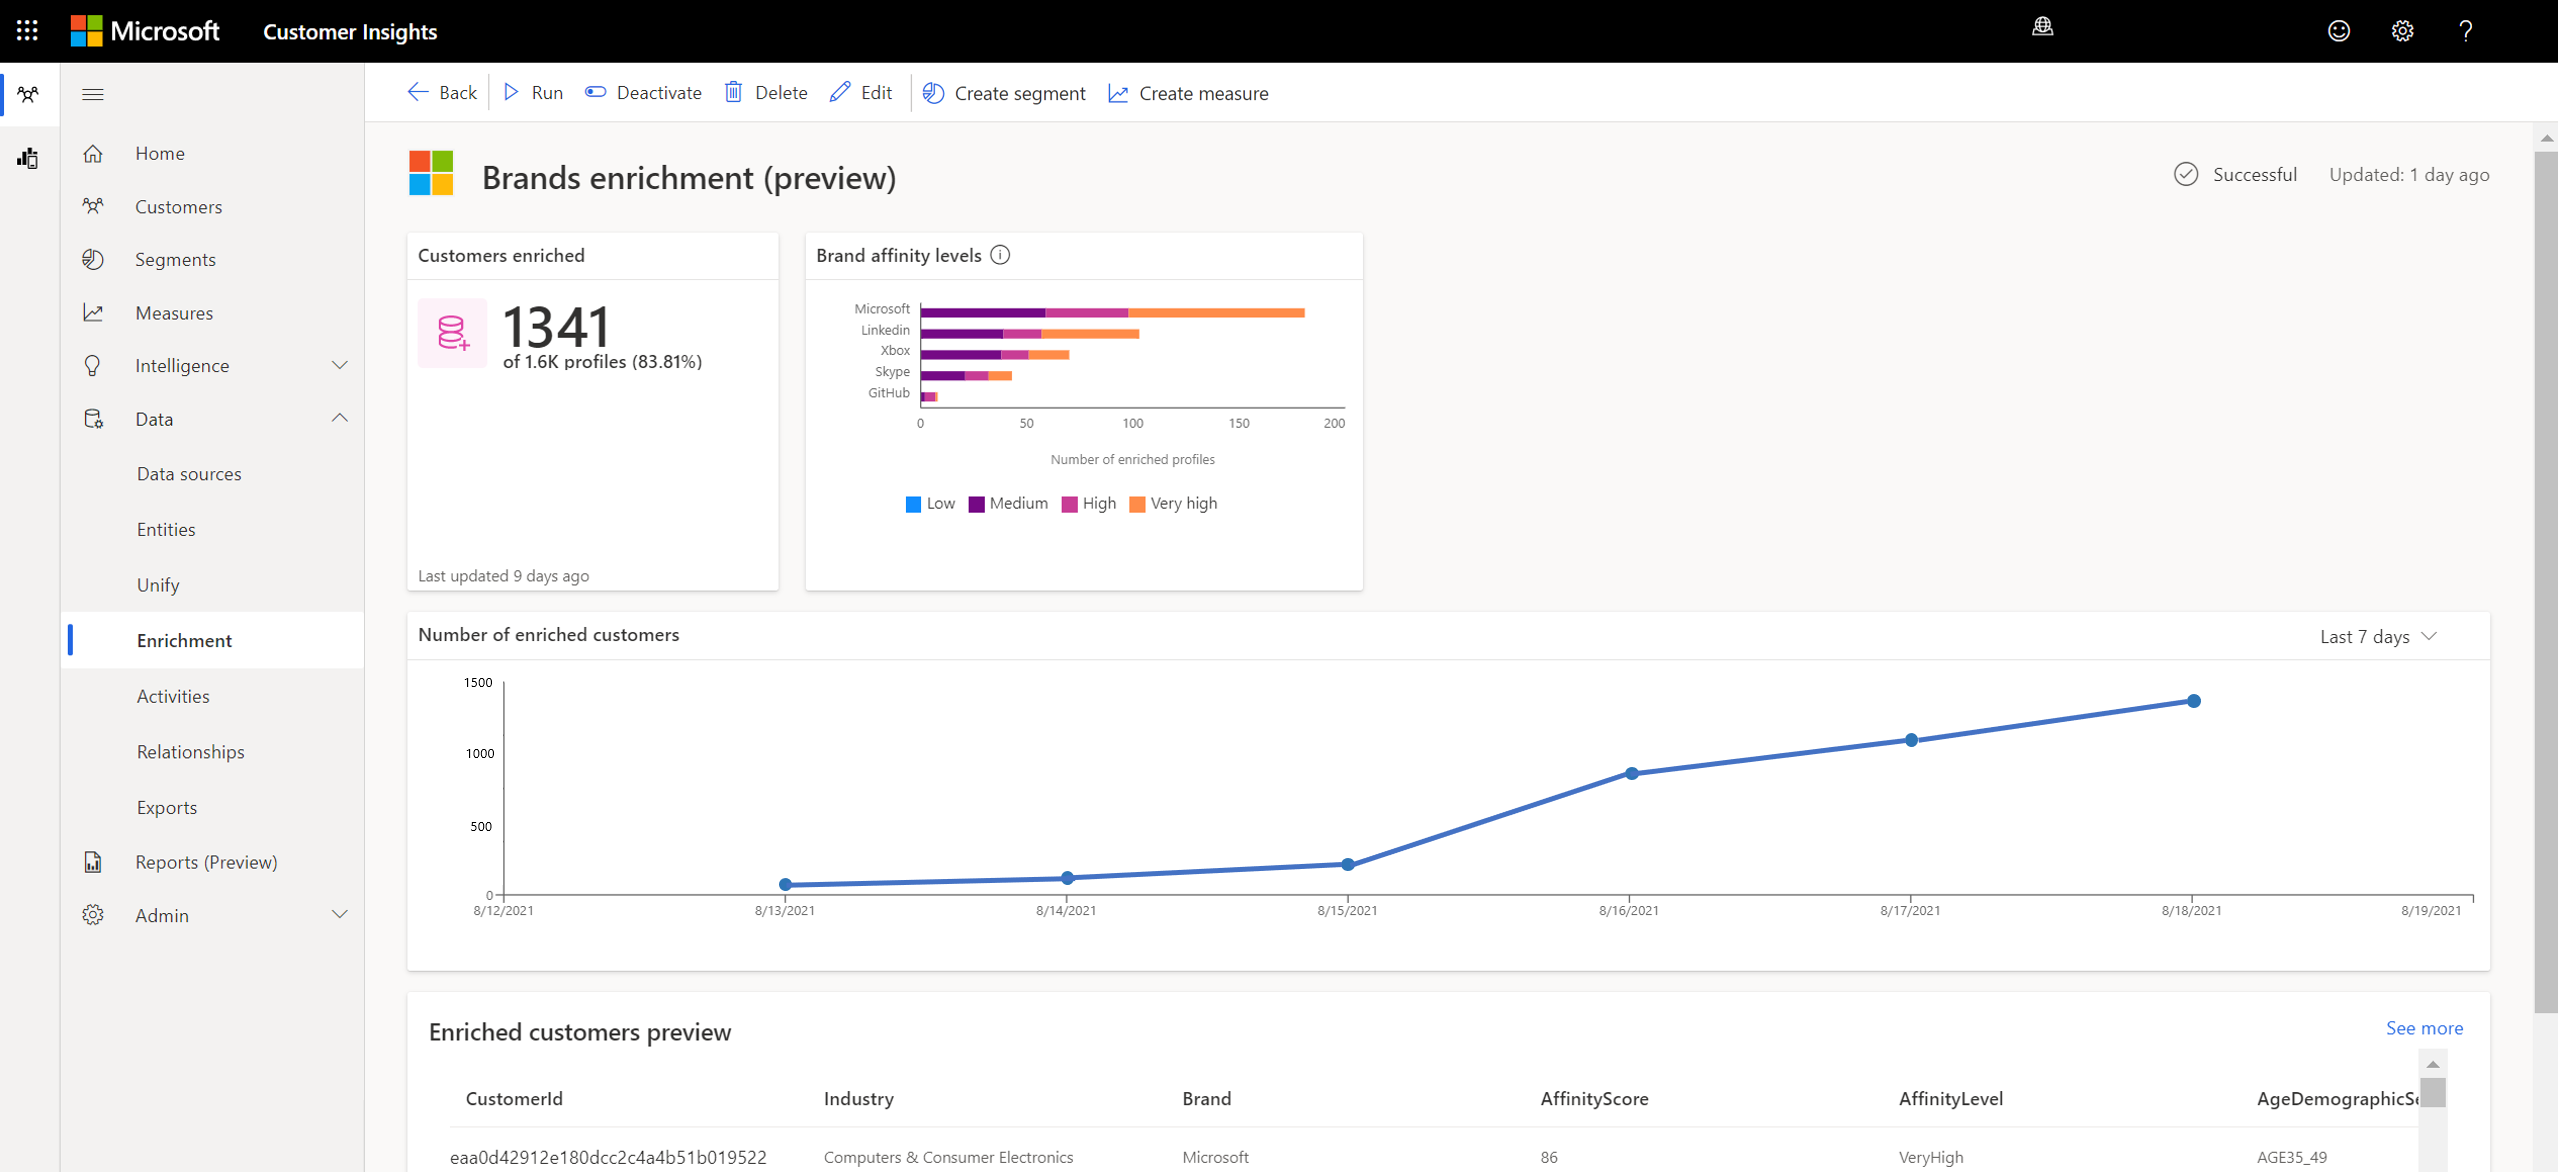 Microsoft
Customer Insights
?
Back
Run
Deactivate
Delete
Edit
Create segment
Create measure
Home
Customers
Segments
Measures
Intelligence
Data
Data sources
Entities
Unify
Enrichment
Activities
Relationships
Exports
Reports (Preview)
Admin
Brands enrichment (preview)
Successful
Updated: 1 day ago
Customers enriched
1341
of 1.6K profiles (83.81%)
Last updated 9 days ago
Brand affinity levels
Microsoft
Linkedin
Xbox
Skype
GitHub
0 50 100 150 200
Number of enriched profiles
Low Medium High Very high
Number of enriched customers
Last 7 days
1500
1000
500
0
8/12/2021 8/13/2021 8/14/2021 8/15/2021 8/16/2021 8/17/2021 8/18/2021 8/19/2021
Enriched customers preview
See more
CustomerId Industry Brand AffinityScore AffinityLevel AgeDemographicSe
eaa0d42912e180dcc2c4a4b51b019522 Computers & Consumer Electronics Microsoft 86 VeryHigh AGE35_49